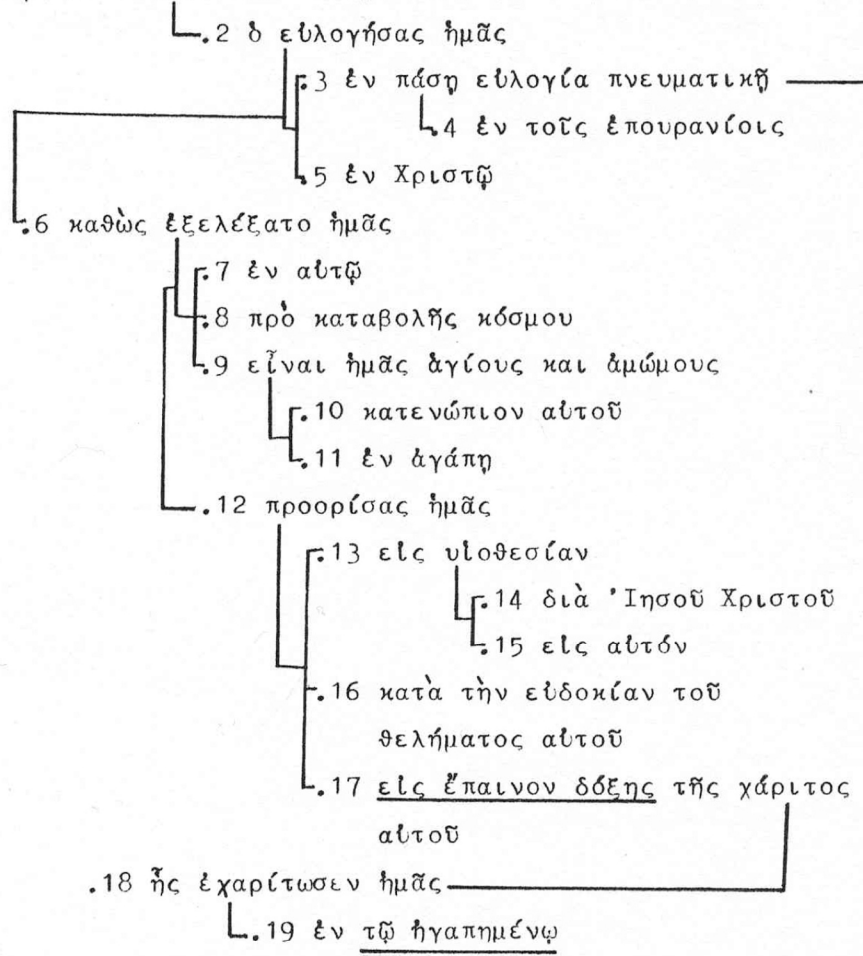 .2 ὁ εὐλογήσας ἡμᾶς
.3 ἐν πάσῃ εὐλογίᾳ πνευματικῇ
.4 ἐν τοῖς ἐπουρανίοις
.5 ἐν Χριστῷ
.6 καθὼς ἐξελέξατο ἡμᾶς
.7 ἐν αὐτῷ
.8 πρὸ καταβολῆς κόσμου
.9 εἶναι ἡμᾶς ἁγίους και ἀμώμους
.10 κατενώπιον αὐτοῦ
.11 ἐν ἀγάπῃ
.12 προορίσας ἡμᾶς
.13 εἰς υἱοθεσίαν
.14 διὰ Ἰησοῦ Χριστοῦ
.15 εἰς αὐτόν
.16 κατὰ τὴν εὐδοκίαν τοῦ
θελήματος αὐτοῦ
.17 εἰς ἔπαινον δόξης τῆς χάριτος
αὐτοῦ
.18 ἧς ἐχαρίτωσεν ἡμᾶς
.19 ἐν τῷ ἠγαπημένῳ